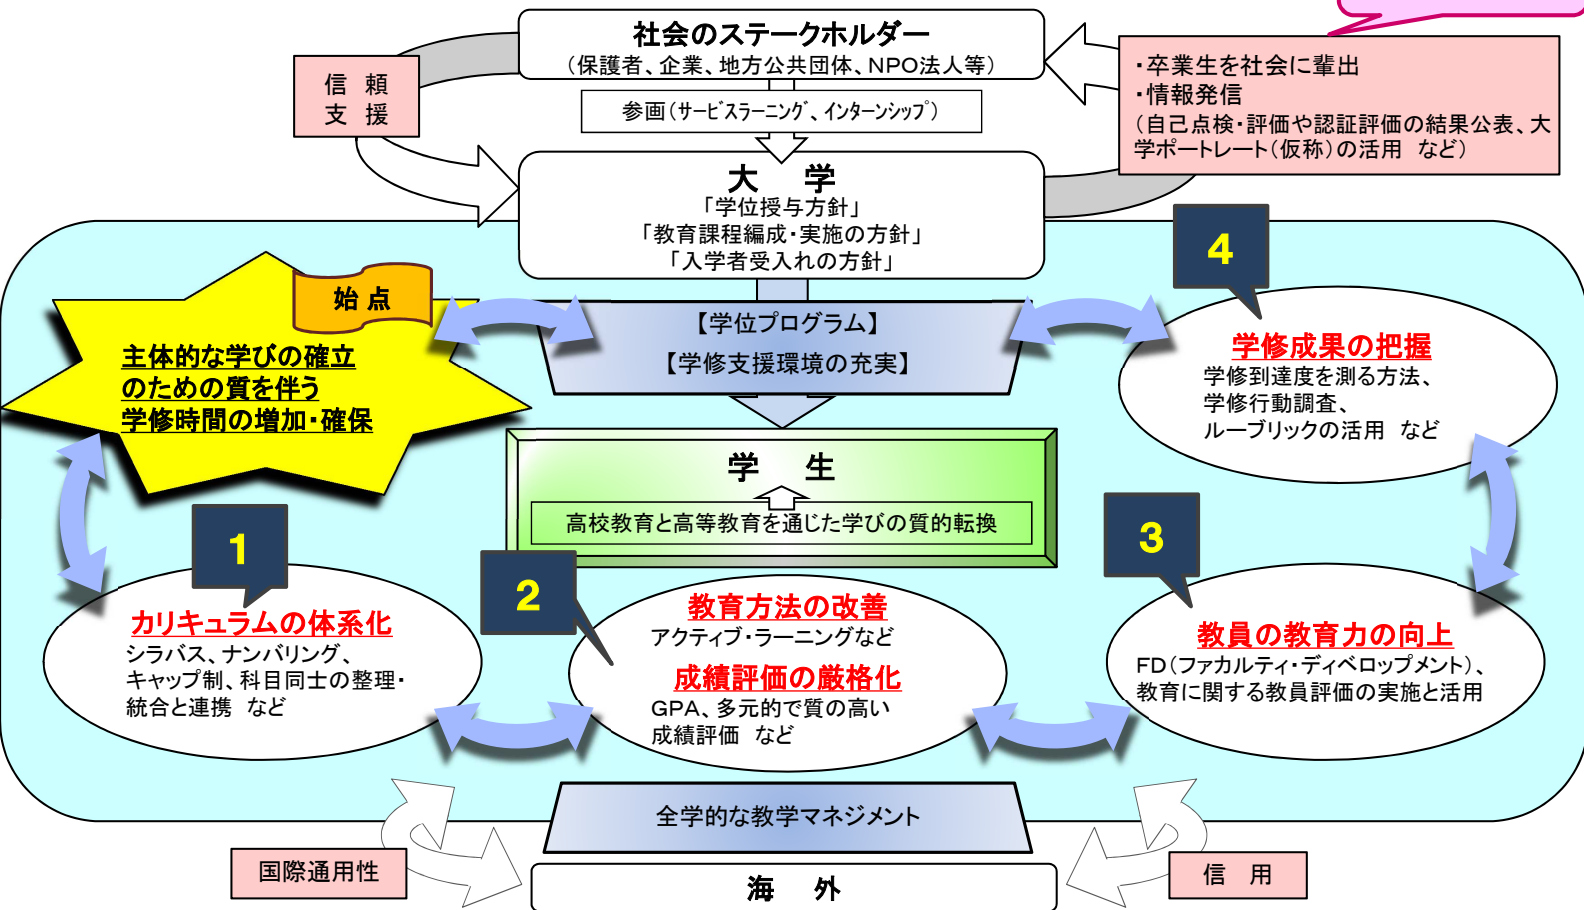 社会のステークホルダー
（保護者、企業、地方公共団体、NPO法人等）
信　頼
支　援
参画（サービスラーニング、インターンシップ）
・卒業生を社会に輩出
・情報発信
（自己点検・評価や認証評価の結果公表、大
学ポートレート（仮称）の活用　など）
大　学
「学位授与方針」
「教育課程編成・実施の方針」
「入学者受入れの方針」
始 点
主体的な学びの確立
のための質を伴う
学修時間の増加・確保
【学位プログラム】
【学修支援環境の充実】
4
学修成果の把握
学修到達度を測る方法、
学修行動調査、
ルーブリックの活用　など
学　生
高校教育と高等教育を通じた学びの質的転換
1
カリキュラムの体系化
シラバス、ナンバリング、
キャップ制、科目同士の整理・
統合と連携　など
2
教育方法の改善
アクティブ・ラーニングなど
成績評価の厳格化
GPA、多元的で質の高い
成績評価　など
3
教員の教育力の向上
FD（ファカルティ・ディベロップメント）、
教育に関する教員評価の実施と活用
全学的な教学マネジメント
国際通用性
海　外
信　用